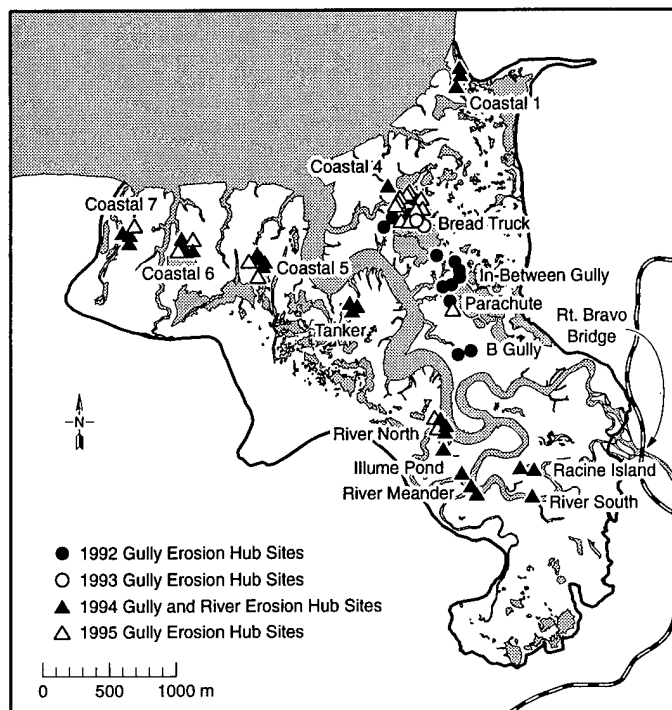 Coastal 1
Coastal 4
Coastal 7
Bread Truck
Coastal 6
Coastal 5
In-Between Gully
Parachute
Rt. Bravo
Bridge
Tanker
B Gully
N
River North
Illume Pond
Racine Island
River Meander
River South
1992 Gully Erosion Hub Sites
1993 Gully Erosion Hub Sites
1994 Gully and River Erosion Hub Sites
1995 Gully Erosion Hub Sites
0 500 1000 m